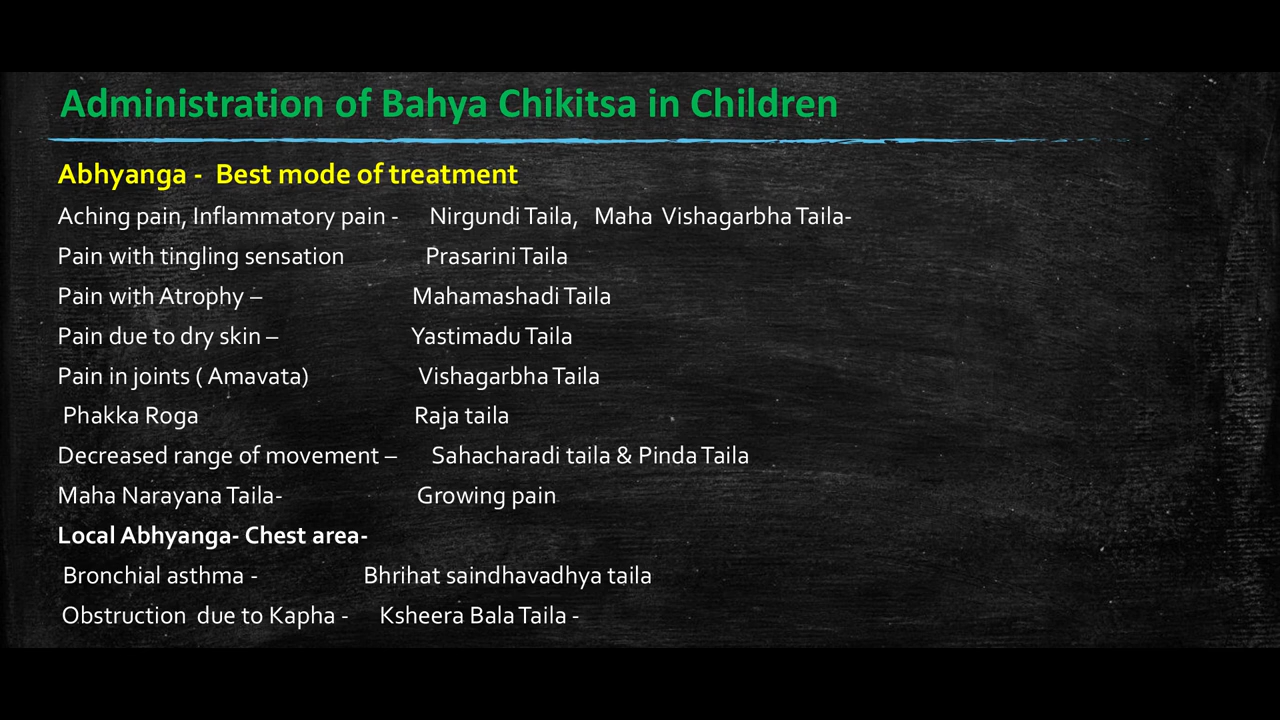 Administration of Bahya Chikitsa in Children
Abhyanga - Best mode of treatment
Aching pain, Inflammatory pain - Nirgundi Taila, Maha Vishagarbha Taila-
Pain with tingling sensation Prasarini Taila
Pain with Atrophy – Mahamashadi Taila
Pain due to dry skin – Yastimadu Taila
Pain in joints ( Amavata) Vishagarbha Taila
Phakka Roga Raja taila
Decreased range of movement – Sahacharadi taila & Pinda Taila
Maha Narayana Taila- Growing pain
Local Abhyanga- Chest area-
Bronchial asthma - Bhrihat saindhavadhya taila
Obstruction due to Kapha - Ksheera Bala Taila -